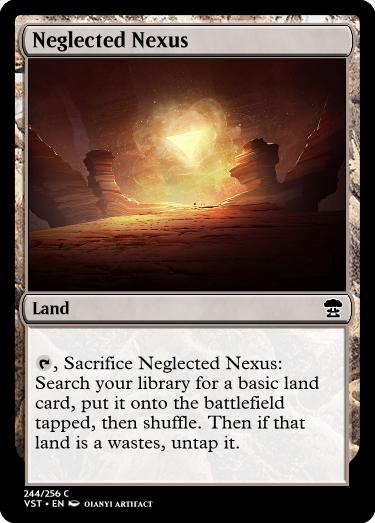 Neglected Nexus
Land
, Sacrifice Neglected Nexus:
Search your library for a basic land
card, put it onto the battlefield
tapped, then shuffle. Then if that
land is a wastes, untap it.
244/256 C
VST • EN OIANYI ARTIFACT